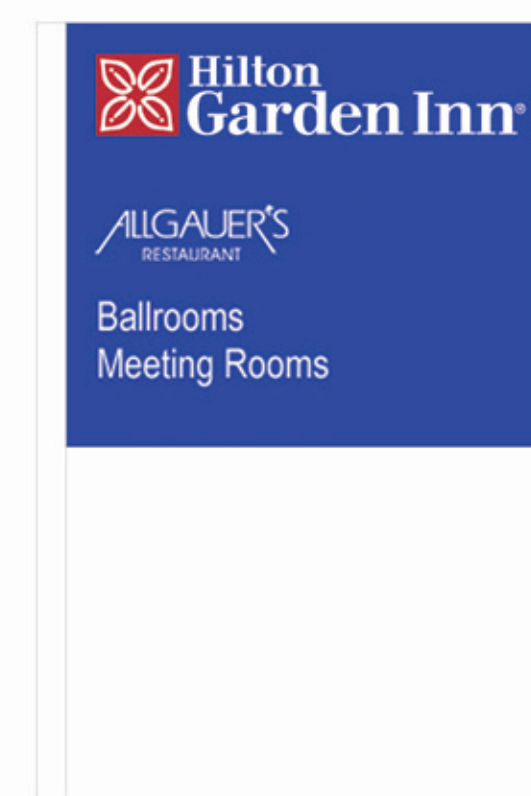 Hilton
Garden Inn®
ALLGAUER'S
RESTAURANT
Ballrooms
Meeting Rooms